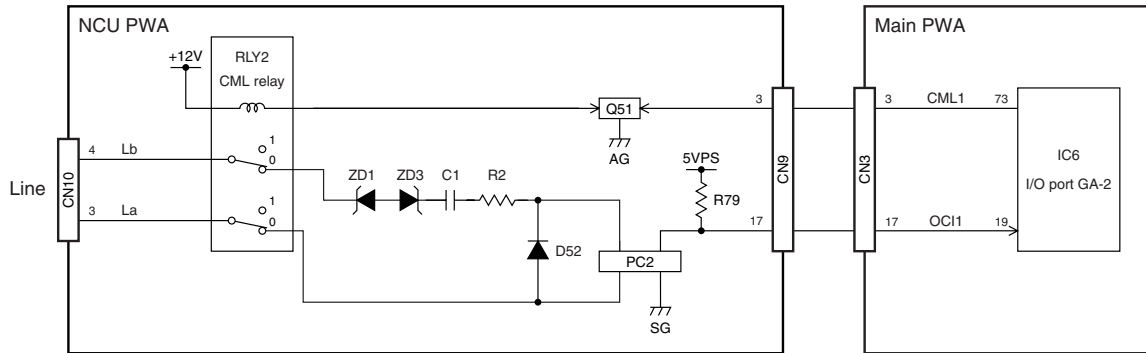 NCU PWA
Main PWA
+12V
RLY2
CML relay
Q51
AG
3
CN9
3
CML1
73
CN3
IC6
I/O port GA-2
1
0
4
Lb
Line
CN10
ZD1
ZD3
C1
R2
5VPS
R79
3
La
1
0
17
17
OCI1
19
D52
PC2
SG